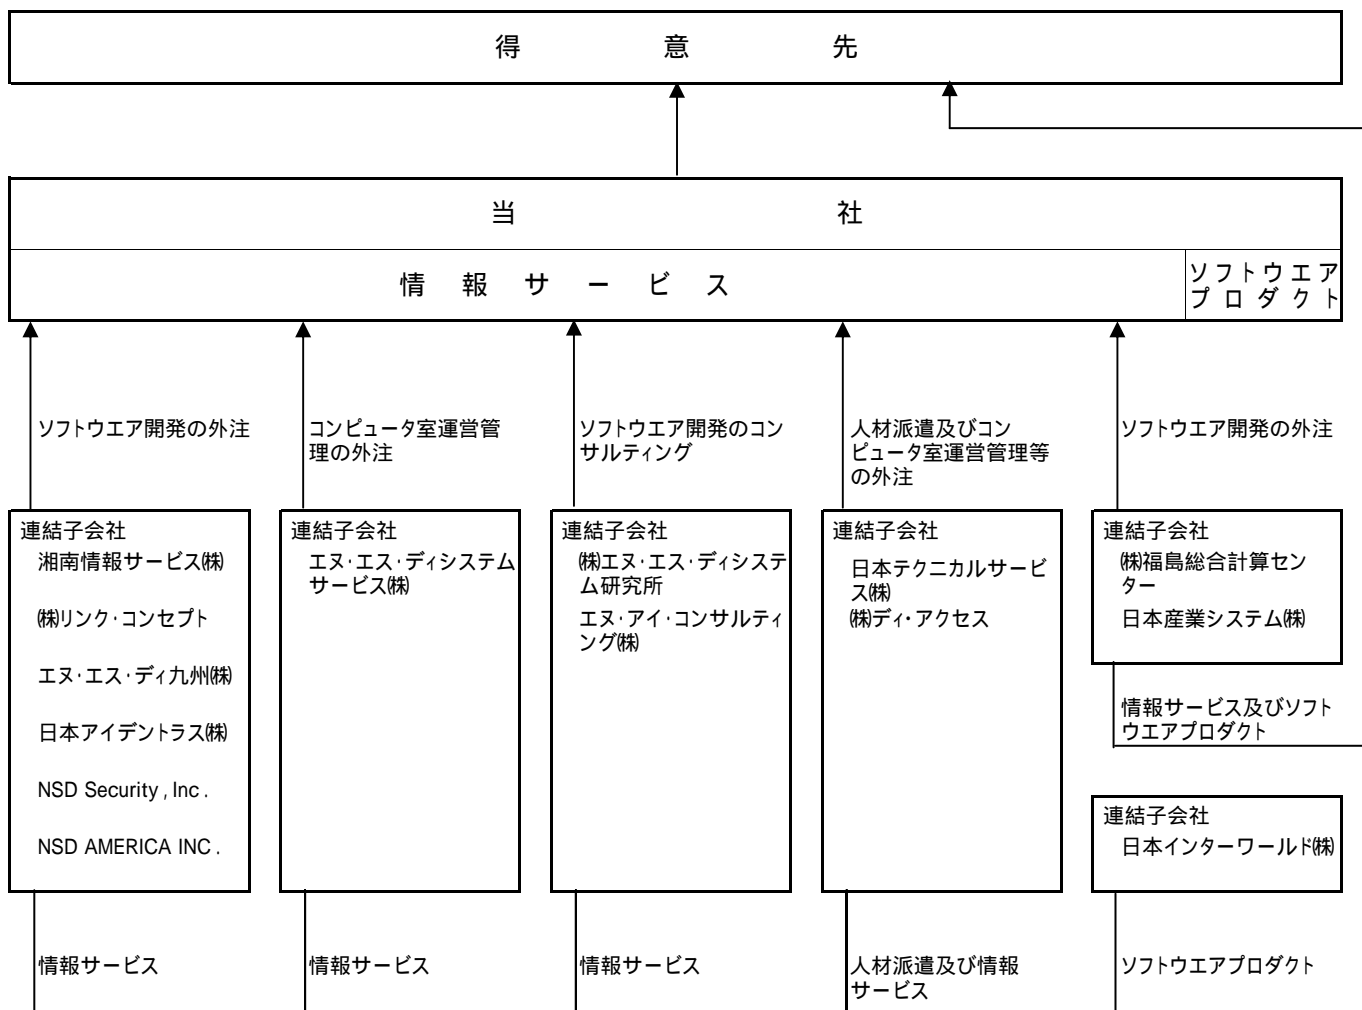 得意先
当社
情報サービス
ソフトウエア
プロダクト
ソフトウエア開発の外注
コンピュータ室運営管
理の外注
ソフトウエア開発のコン
サルティング
人材派遣及びコン
ピュータ室運営管理等
の外注
ソフトウエア開発の外注
連結子会社
湘南情報サービス㈱
㈱リンク・コンセプト
エヌ・エス・ディ九州㈱
日本アイデントラス㈱
NSD Security , Inc .
NSD AMERICA INC .
連結子会社
エヌ・エス・ディシステム
サービス㈱
連結子会社
㈱エヌ・エス・ディシステ
ム研究所
エヌ・アイ・コンサルティ
ング㈱
連結子会社
日本テクニカルサービ
ス㈱
㈱ディ・アクセス
連結子会社
㈱福島総合計算セン
ター
日本産業システム㈱
情報サービス及びソフト
ウエアプロダクト
連結子会社
日本インターワールド㈱
情報サービス
情報サービス
情報サービス
人材派遣及び情報
サービス
ソフトウエアプロダクト